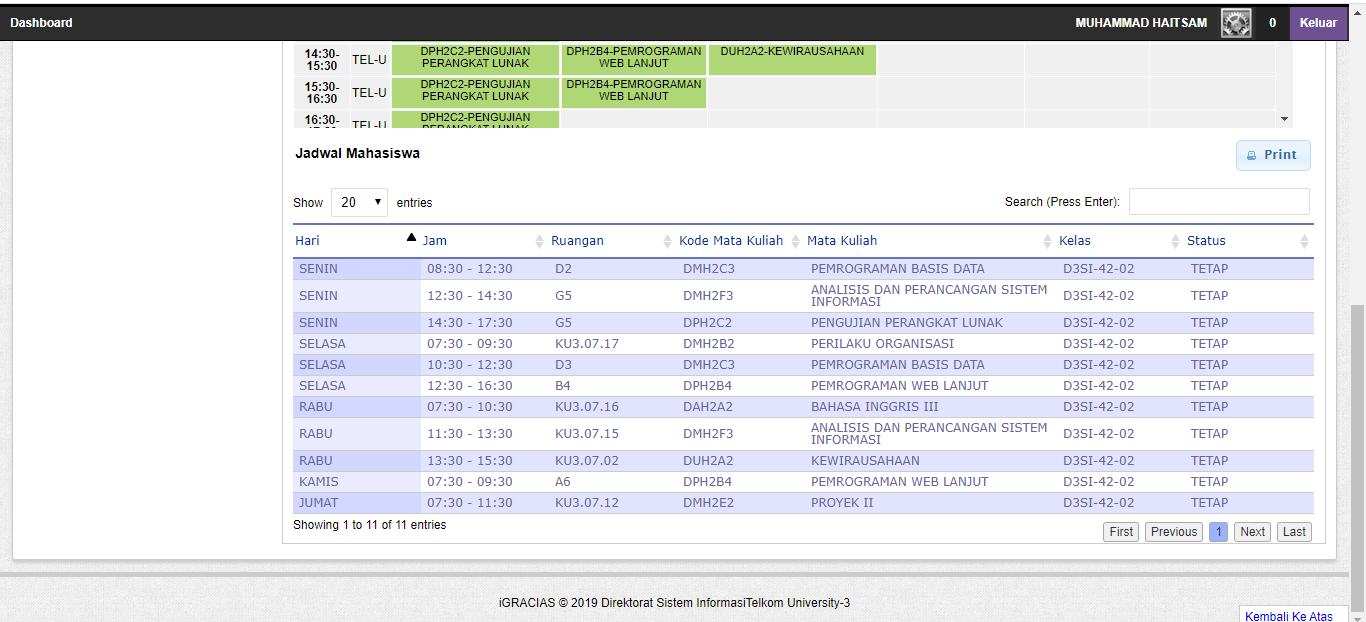 Dashboard MUHAMMAD HAITSAM 0 Keluar
14:30-15:30 TEL-U DPH2C2-PENGUJIAN PERANGKAT LUNAK DPH2B4-PEMROGRAMAN WEB LANJUT DUH2A2-KEWIRAUSAHAAN
15:30-16:30 TEL-U DPH2C2-PENGUJIAN PERANGKAT LUNAK DPH2B4-PEMROGRAMAN WEB LANJUT
16:30- TEL-U DPH2C2-PENGUJIAN PERANGKAT LUNAK
Jadwal Mahasiswa Print
Show 20 entries Search (Press Enter):
Hari Jam Ruangan Kode Mata Kuliah Mata Kuliah Kelas Status
SENIN 08:30 - 12:30 D2 DMH2C3 PEMROGRAMAN BASIS DATA D3SI-42-02 TETAP
SENIN 12:30 - 14:30 G5 DMH2F3 ANALISIS DAN PERANCANGAN SISTEM INFORMASI D3SI-42-02 TETAP
SENIN 14:30 - 17:30 G5 DPH2C2 PENGUJIAN PERANGKAT LUNAK D3SI-42-02 TETAP
SELASA 07:30 - 09:30 KU3.07.17 DMH2B2 PERILAKU ORGANISASI D3SI-42-02 TETAP
SELASA 10:30 - 12:30 D3 DMH2C3 PEMROGRAMAN BASIS DATA D3SI-42-02 TETAP
SELASA 12:30 - 16:30 B4 DPH2B4 PEMROGRAMAN WEB LANJUT D3SI-42-02 TETAP
RABU 07:30 - 10:30 KU3.07.16 DAH2A2 BAHASA INGGRIS III D3SI-42-02 TETAP
RABU 11:30 - 13:30 KU3.07.15 DMH2F3 ANALISIS DAN PERANCANGAN SISTEM INFORMASI D3SI-42-02 TETAP
RABU 13:30 - 15:30 KU3.07.02 DUH2A2 KEWIRAUSAHAAN D3SI-42-02 TETAP
KAMIS 07:30 - 09:30 A6 DPH2B4 PEMROGRAMAN WEB LANJUT D3SI-42-02 TETAP
JUMAT 07:30 - 11:30 KU3.07.12 DMH2E2 PROYEK II D3SI-42-02 TETAP
Showing 1 to 11 of 11 entries First Previous 1 Next Last
iGRACIAS © 2019 Direktorat Sistem InformasiTelkom University-3
Kembali Ke Atas